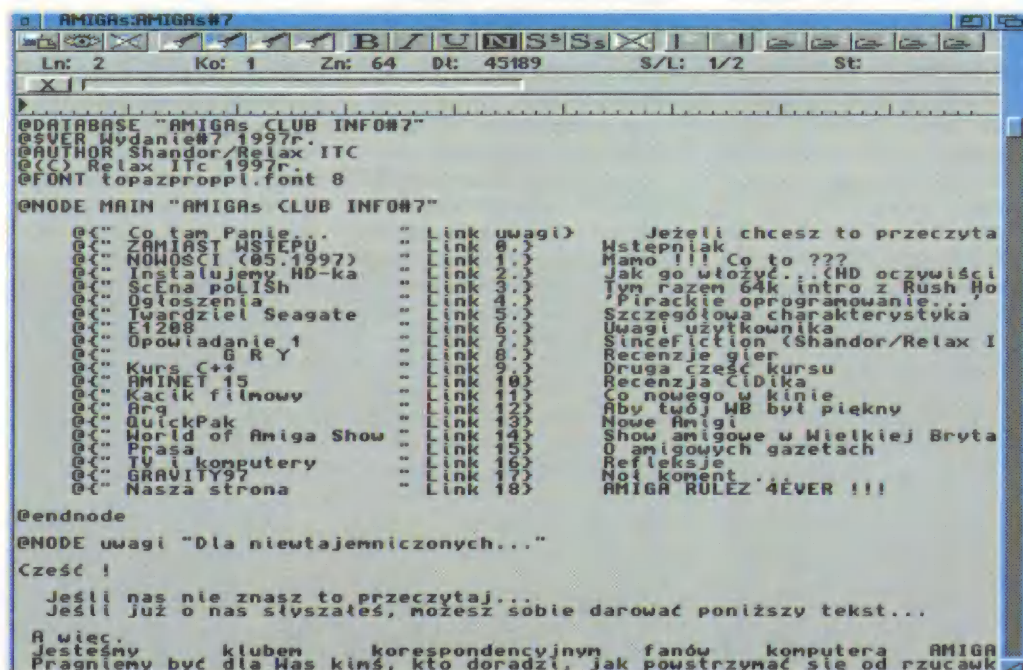 AMIGAs:AMIGAs#7
B I U N S S S s
Ln: 2 Ko: 1 Zn: 64 Dł: 45189 S/L: 1/2 St:
X
@DATABASE "AMIGAs CLUB INFO#7"
@$VER Wydanie#7 1997r.
@AUTHOR Shandor/Relax ITC
@(C) Relax ITc 1997r.
@FONT topazproppl.font 8
@NODE MAIN "AMIGAs CLUB INFO#7"
@{" Co tam Panie... " Link uwagi} Jeżeli chcesz to przeczyta
@{" ZAMIAST WSTĘPU " Link 0.} Wstępniak
@{" NOWOŚCI (05.1997) " Link 1.} Mamo !!! Co to ???
@{" Instalujemy HD-ka " Link 2.} Jak go włożyć...(HD oczywiści
@{" ScEna poLISh " Link 3.} Tym razem 64k intro z Rush Ho
@{" Ogłoszenia " Link 4.} 'Pirackie oprogramowanie...'
@{" Twardziel Seagate " Link 5.} Szczegółowa charakterystyka
@{" E1208 " Link 6.} Uwagi użytkownika
@{" Opowiadanie 1 " Link 7.} SinceFiction (Shandor/Relax I
@{" G R Y " Link 8.} Recenzje gier
@{" Kurs C++ " Link 9.} Druga część kursu
@{" AMINET 15 " Link 10} Recenzja CiDika
@{" Kącik filmowy " Link 11} Co nowego w kinie
@{" Arq " Link 12} Aby twój WB był piękny
@{" QuickPak " Link 13} Nowe Amigi
@{" World of Amiga Show " Link 14} Show amigowe w Wielkiej Bryta
@{" Prasa " Link 15} O amigowych gazetach
@{" TV i komputery " Link 16} Refleksje
@{" GRAVITY97 " Link 17} Noł koment ...
@{" Nasza strona " Link 18} AMIGA RULEZ 4EVER !!!
@endnode
@NODE uwagi "Dla niewtajemniczonych..."
Cześć !
Jeśli nas nie znasz to przeczytaj...
Jeśli już o nas słyszałeś, możesz sobie darować poniższy tekst...
A więc.
Jesteśmy klubem korespondencyjnym fanów komputera AMIGA
Pragniemy być dla Was kimś, kto doradzi, jak powstrzymać się od